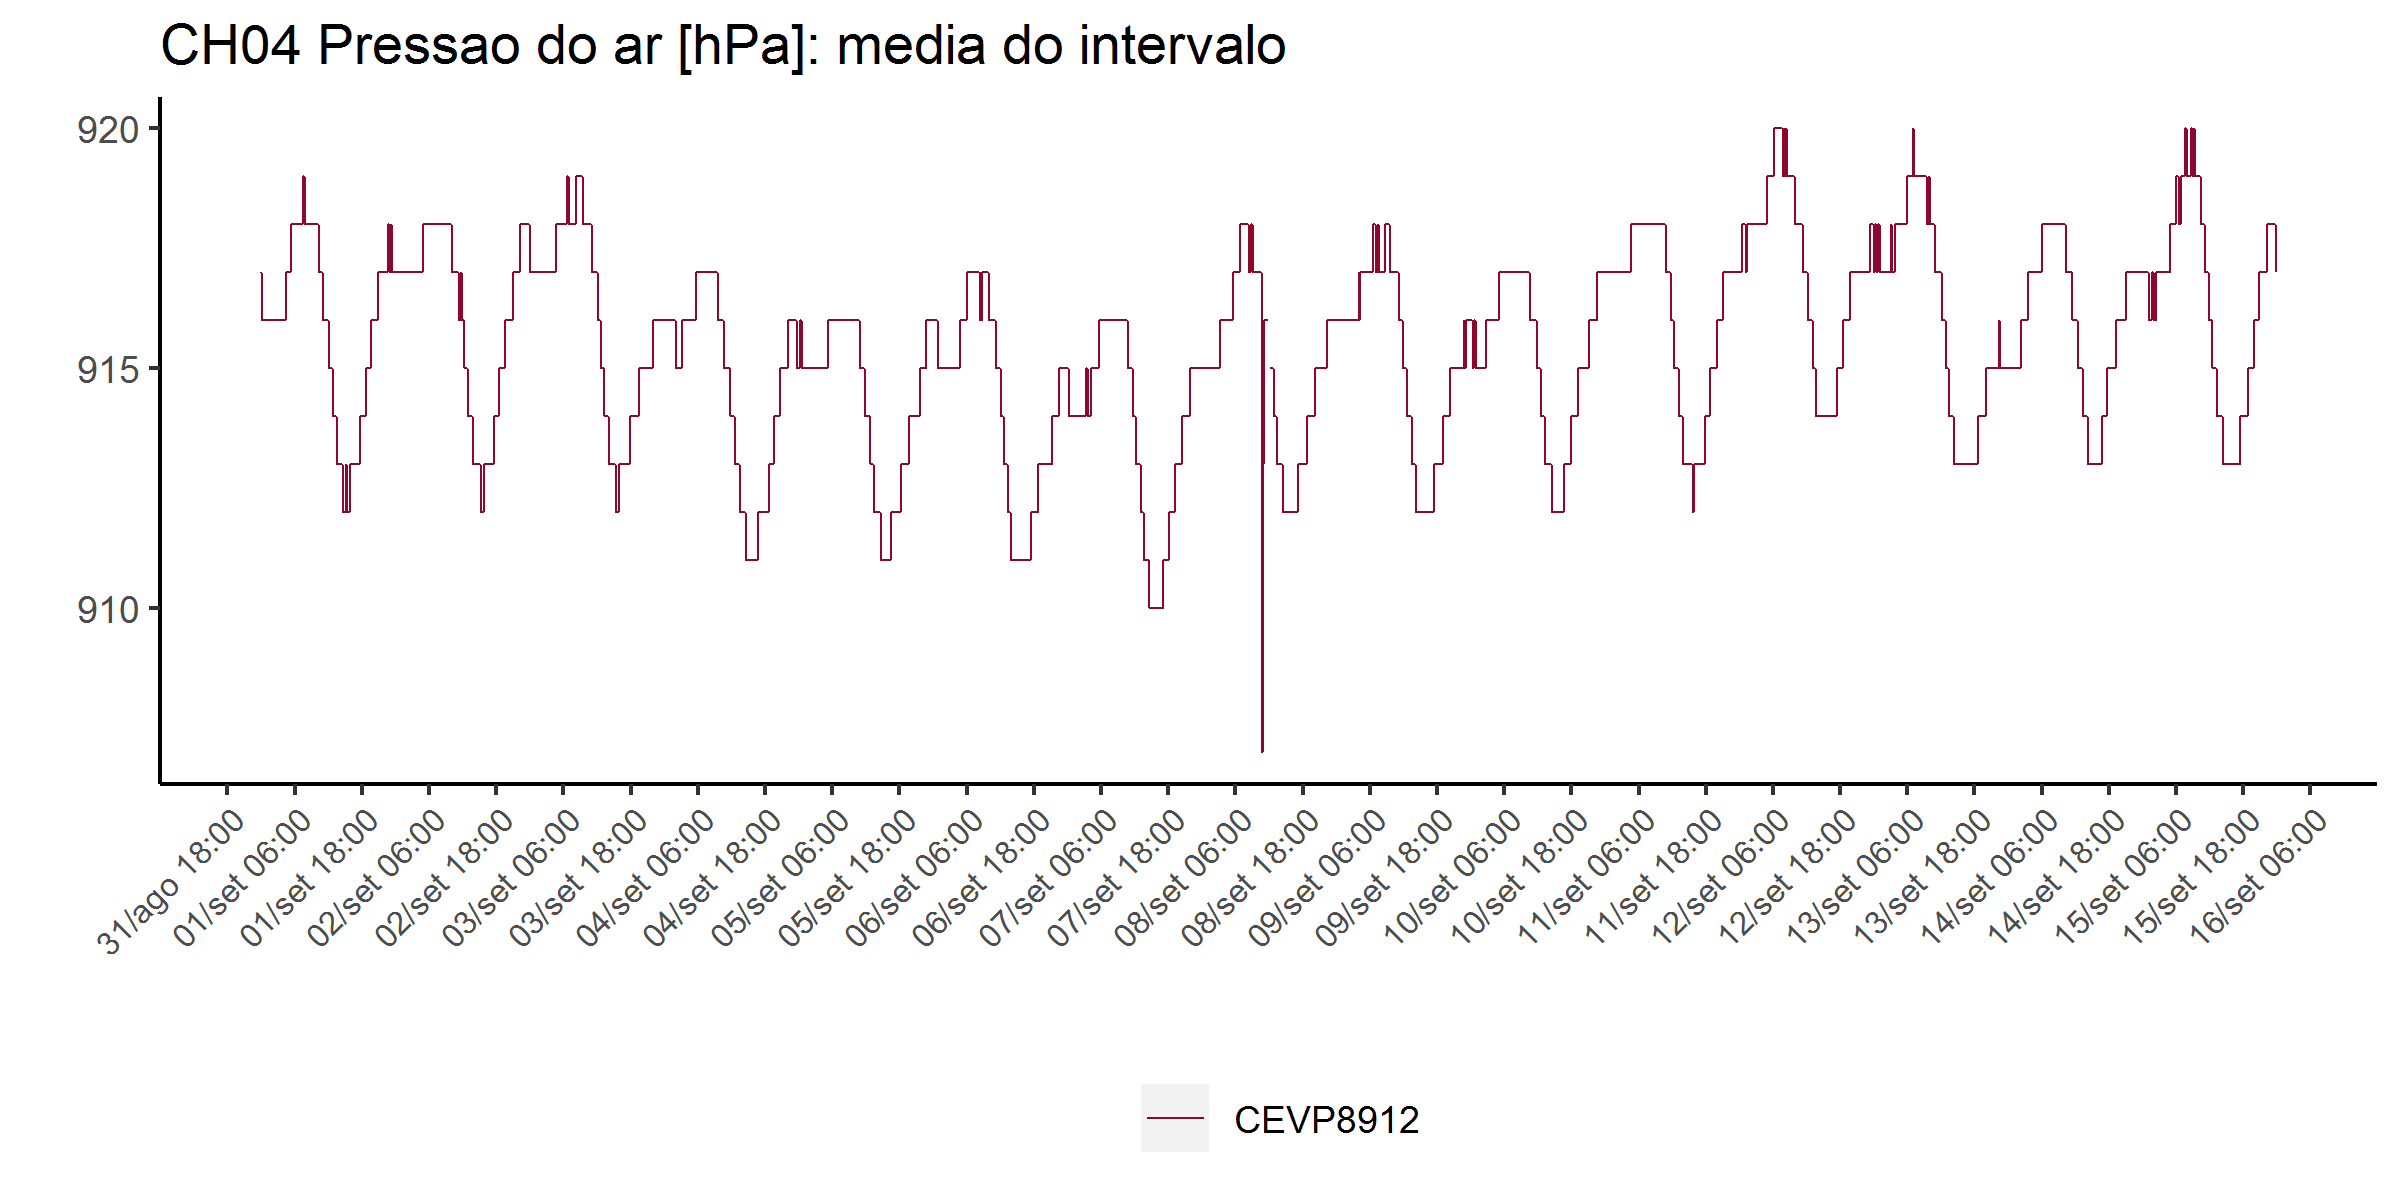 CH04 Pressao do ar [hPa]: media do intervalo
920
915
910
31/ago 18:00
01/set 06:00
01/set 18:00
02/set 06:00
02/set 18:00
03/set 06:00
03/set 18:00
04/set 06:00
04/set 18:00
05/set 06:00
05/set 18:00
06/set 06:00
06/set 18:00
07/set 06:00
07/set 18:00
08/set 06:00
08/set 18:00
09/set 06:00
09/set 18:00
10/set 06:00
10/set 18:00
11/set 06:00
11/set 18:00
12/set 06:00
12/set 18:00
13/set 06:00
13/set 18:00
14/set 06:00
14/set 18:00
15/set 06:00
15/set 18:00
16/set 06:00
CEVP8912